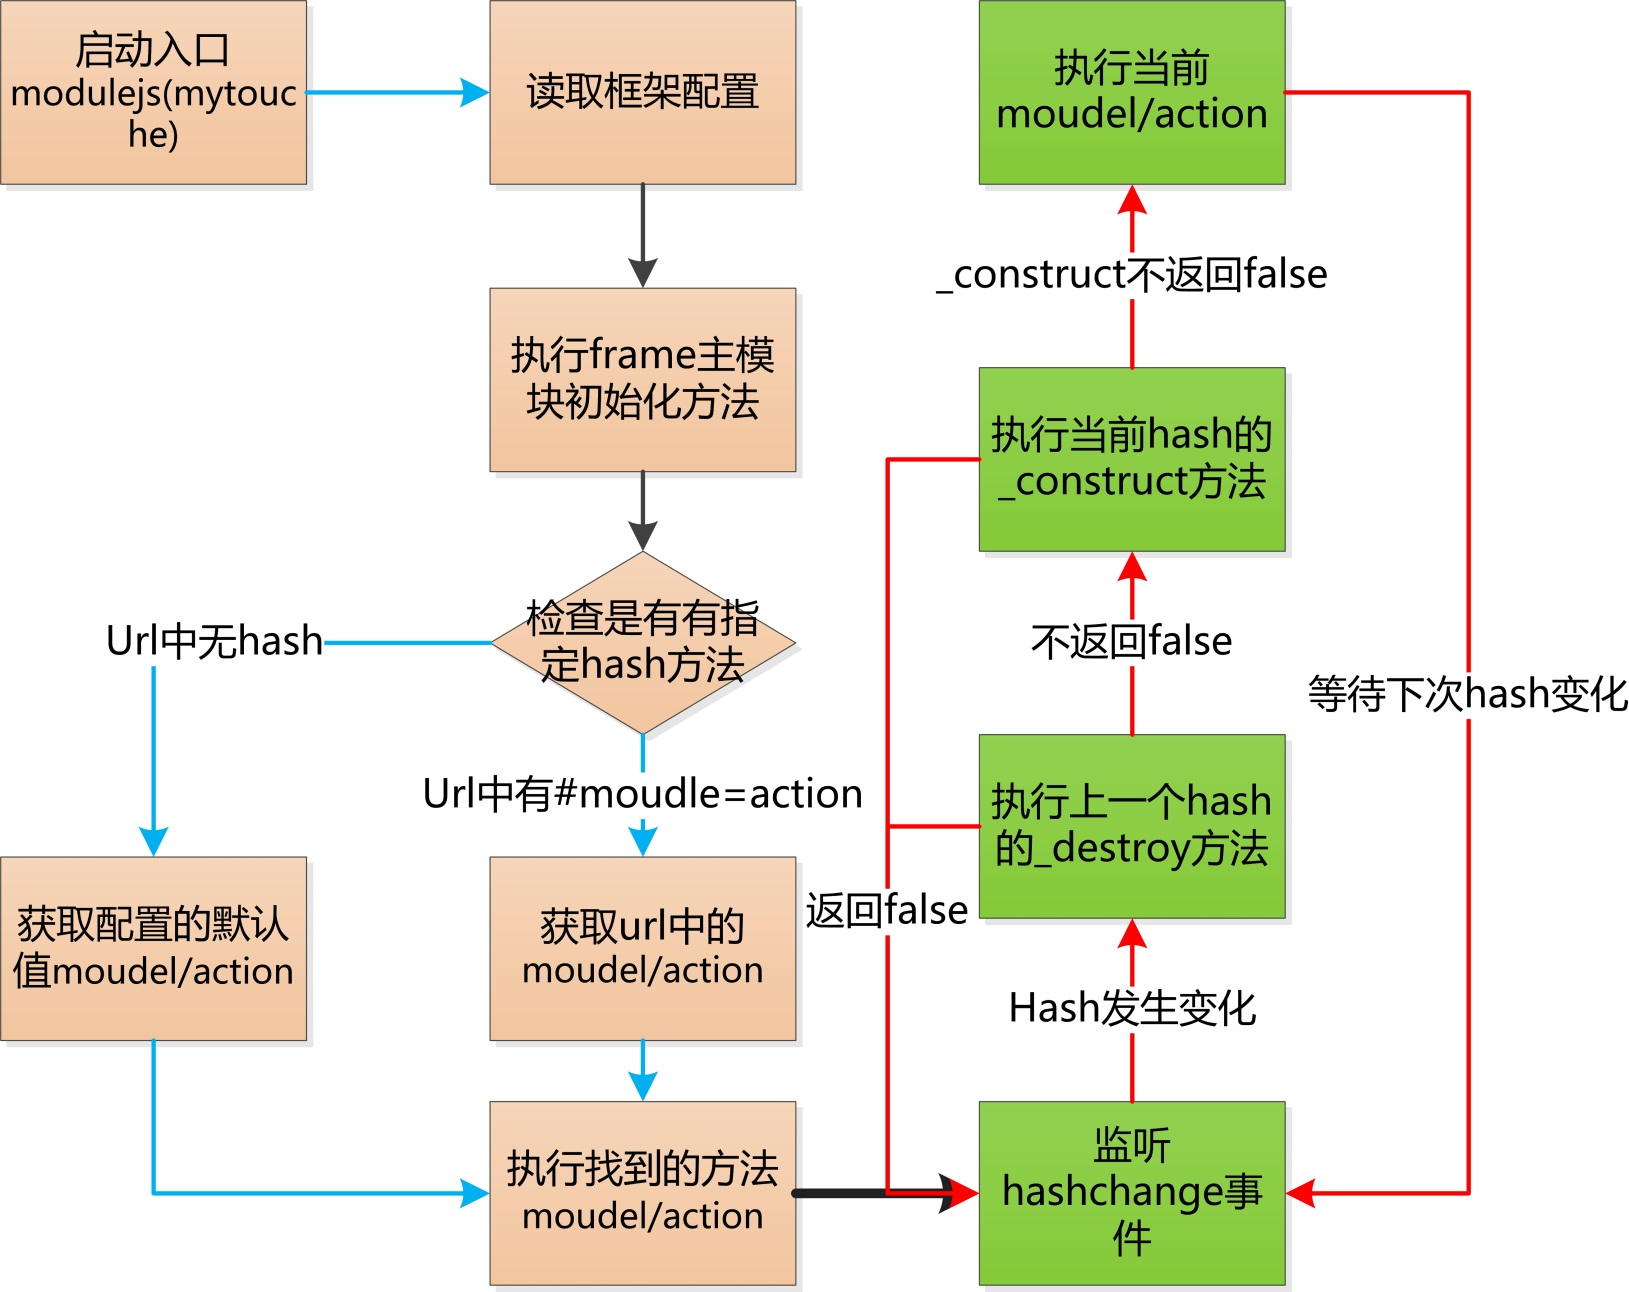 启动入口
modulejs(mytouc
he)
读取框架配置
执行frame主模
块初始化方法
检查是有有指
定hash方法
Url中无hash
Url中有#moudle=action
获取配置的默认
值moudel/action
获取url中的
moudel/action
执行找到的方法
moudel/action
执行当前
moudel/action
_construct不返回false
执行当前hash的
_construct方法
不返回false
等待下次hash变化
执行上一个hash
的_destroy方法
返回false
Hash发生变化
监听
hashchange事
件